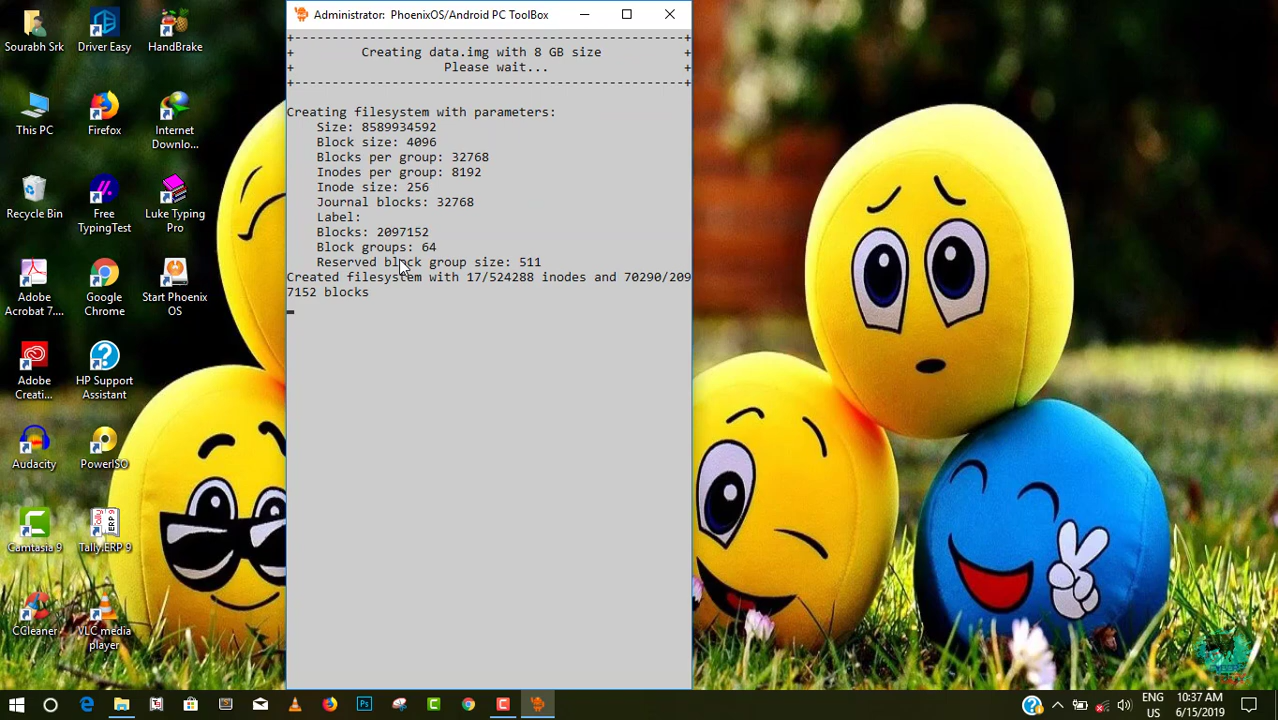 Administrator: PhoenixOS/Android PC ToolBox
+-----------------------------------------------------+
+ Creating data.img with 8 GB size +
+ Please wait... +
+-----------------------------------------------------+
Creating filesystem with parameters:
Size: 8589934592
Block size: 4096
Blocks per group: 32768
Inodes per group: 8192
Inode size: 256
Journal blocks: 32768
Label:
Blocks: 2097152
Block groups: 64
Reserved block group size: 511
Created filesystem with 17/524288 inodes and 70290/209
7152 blocks
Sourabh Srk
Driver Easy
HandBrake
This PC
Firefox
Internet
Downlo...
Recycle Bin
Free
TypingTest
Luke Typing
Pro
Adobe
Acrobat 7....
Google
Chrome
Start Phoenix
OS
Adobe
Creati...
HP Support
Assistant
Audacity
PowerISO
Camtasia 9
Tally.ERP 9
CCleaner
VLC media
player
ENG
US
10:37 AM
6/15/2019